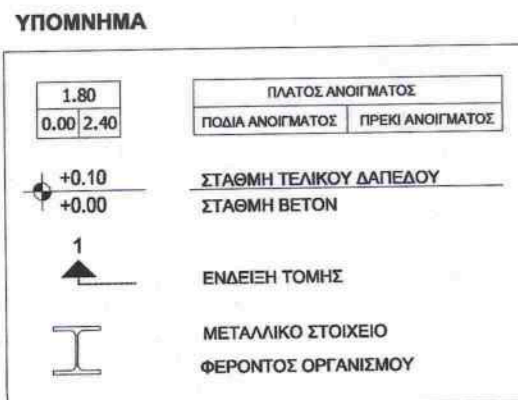 ΥΠΟΜΝΗΜΑ
1.80
ΠΛΑΤΟΣ ΑΝΟΙΓΜΑΤΟΣ
0.00 2.40
ΠΟΔΙΑ ΑΝΟΙΓΜΑΤΟΣ ΠΡΕΚΙ ΑΝΟΙΓΜΑΤΟΣ
+0.10
ΣΤΑΘΜΗ ΤΕΛΙΚΟΥ ΔΑΠΕΔΟΥ
+0.00
ΣΤΑΘΜΗ ΒΕΤΟΝ
1
ΕΝΔΕΙΞΗ ΤΟΜΗΣ
ΜΕΤΑΛΛΙΚΟ ΣΤΟΙΧΕΙΟ
ΦΕΡΟΝΤΟΣ ΟΡΓΑΝΙΣΜΟΥ